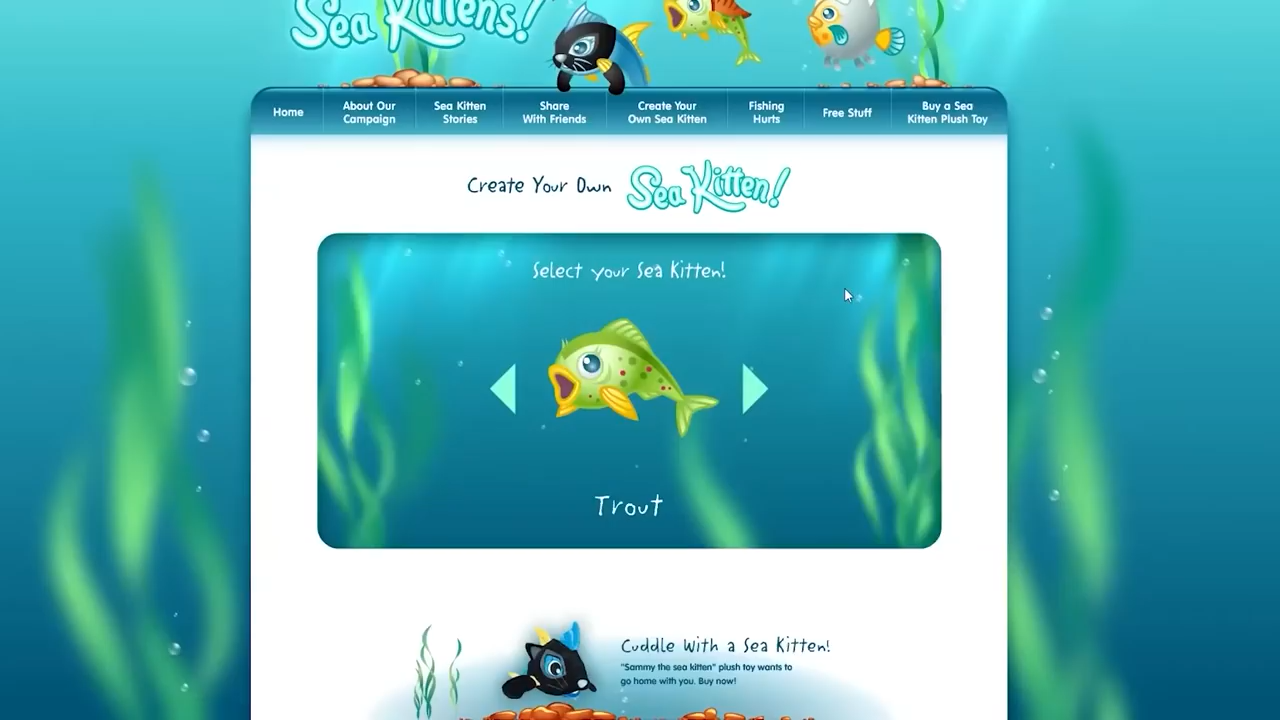 Sea Kittens!
Home
About Our
Campaign
Sea Kitten
Stories
Share
With Friends
Create Your
Own Sea Kitten
Fishing
Hurts
Free Stuff
Buy a Sea
Kitten Plush Toy
Create Your Own Sea Kitten!
Select your Sea Kitten!
Trout
Cuddle With a Sea Kitten!
"Sammy the sea kitten" plush toy wants to
go home with you. Buy now!